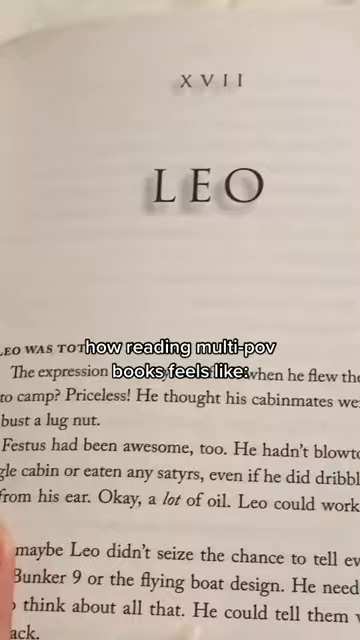 XVII
LEO
LEO WAS TOT
how reading multi-pov
The expression
when he flew the
books feels like:
to camp? Priceless! He thought his cabinmates we
bust a lug nut.
Festus had been awesome, too. He hadn't blowto
gle cabin or eaten any satyrs, even if he did dribbl
from his ear. Okay, a lot of oil. Leo could work
maybe Leo didn't seize the chance to tell ev
Bunker 9 or the flying boat design. He need
think about all that. He could tell them
ack.